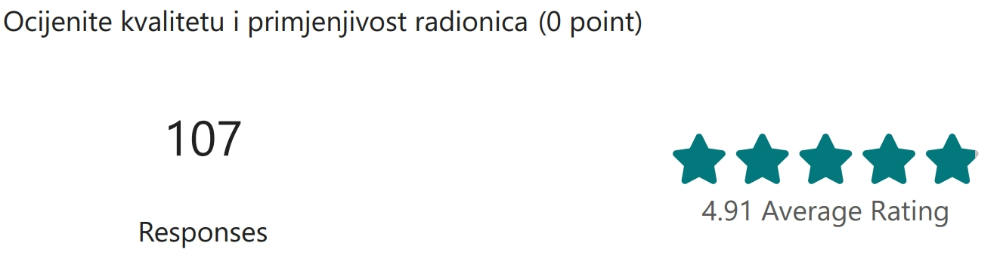 Ocijenite kvalitetu i primjenjivost radionica (0 point)
107
Responses
4.91 Average Rating